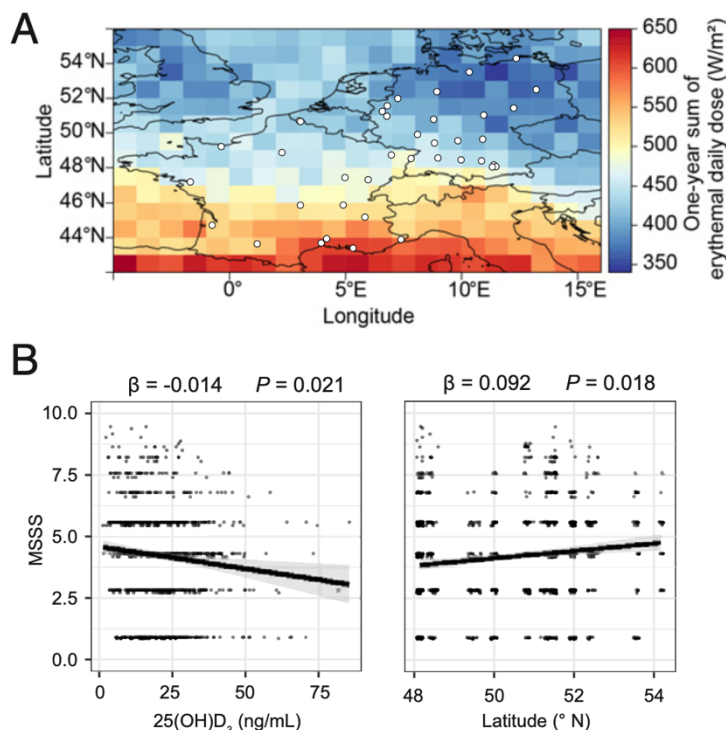 A
Latitude
54°N
52°N
50°N
48°N
46°N
44°N
0°
5°E
10°E
15°E
Longitude
650
600
550
500
450
400
350
One-year sum of
erythemal daily dose (W/m²)
B
β = -0.014 P = 0.021
MSSS
10.0
7.5
5.0
2.5
0.0
0 25 50 75
25(OH)D₃ (ng/mL)
β = 0.092 P = 0.018
48 50 52 54
Latitude (° N)